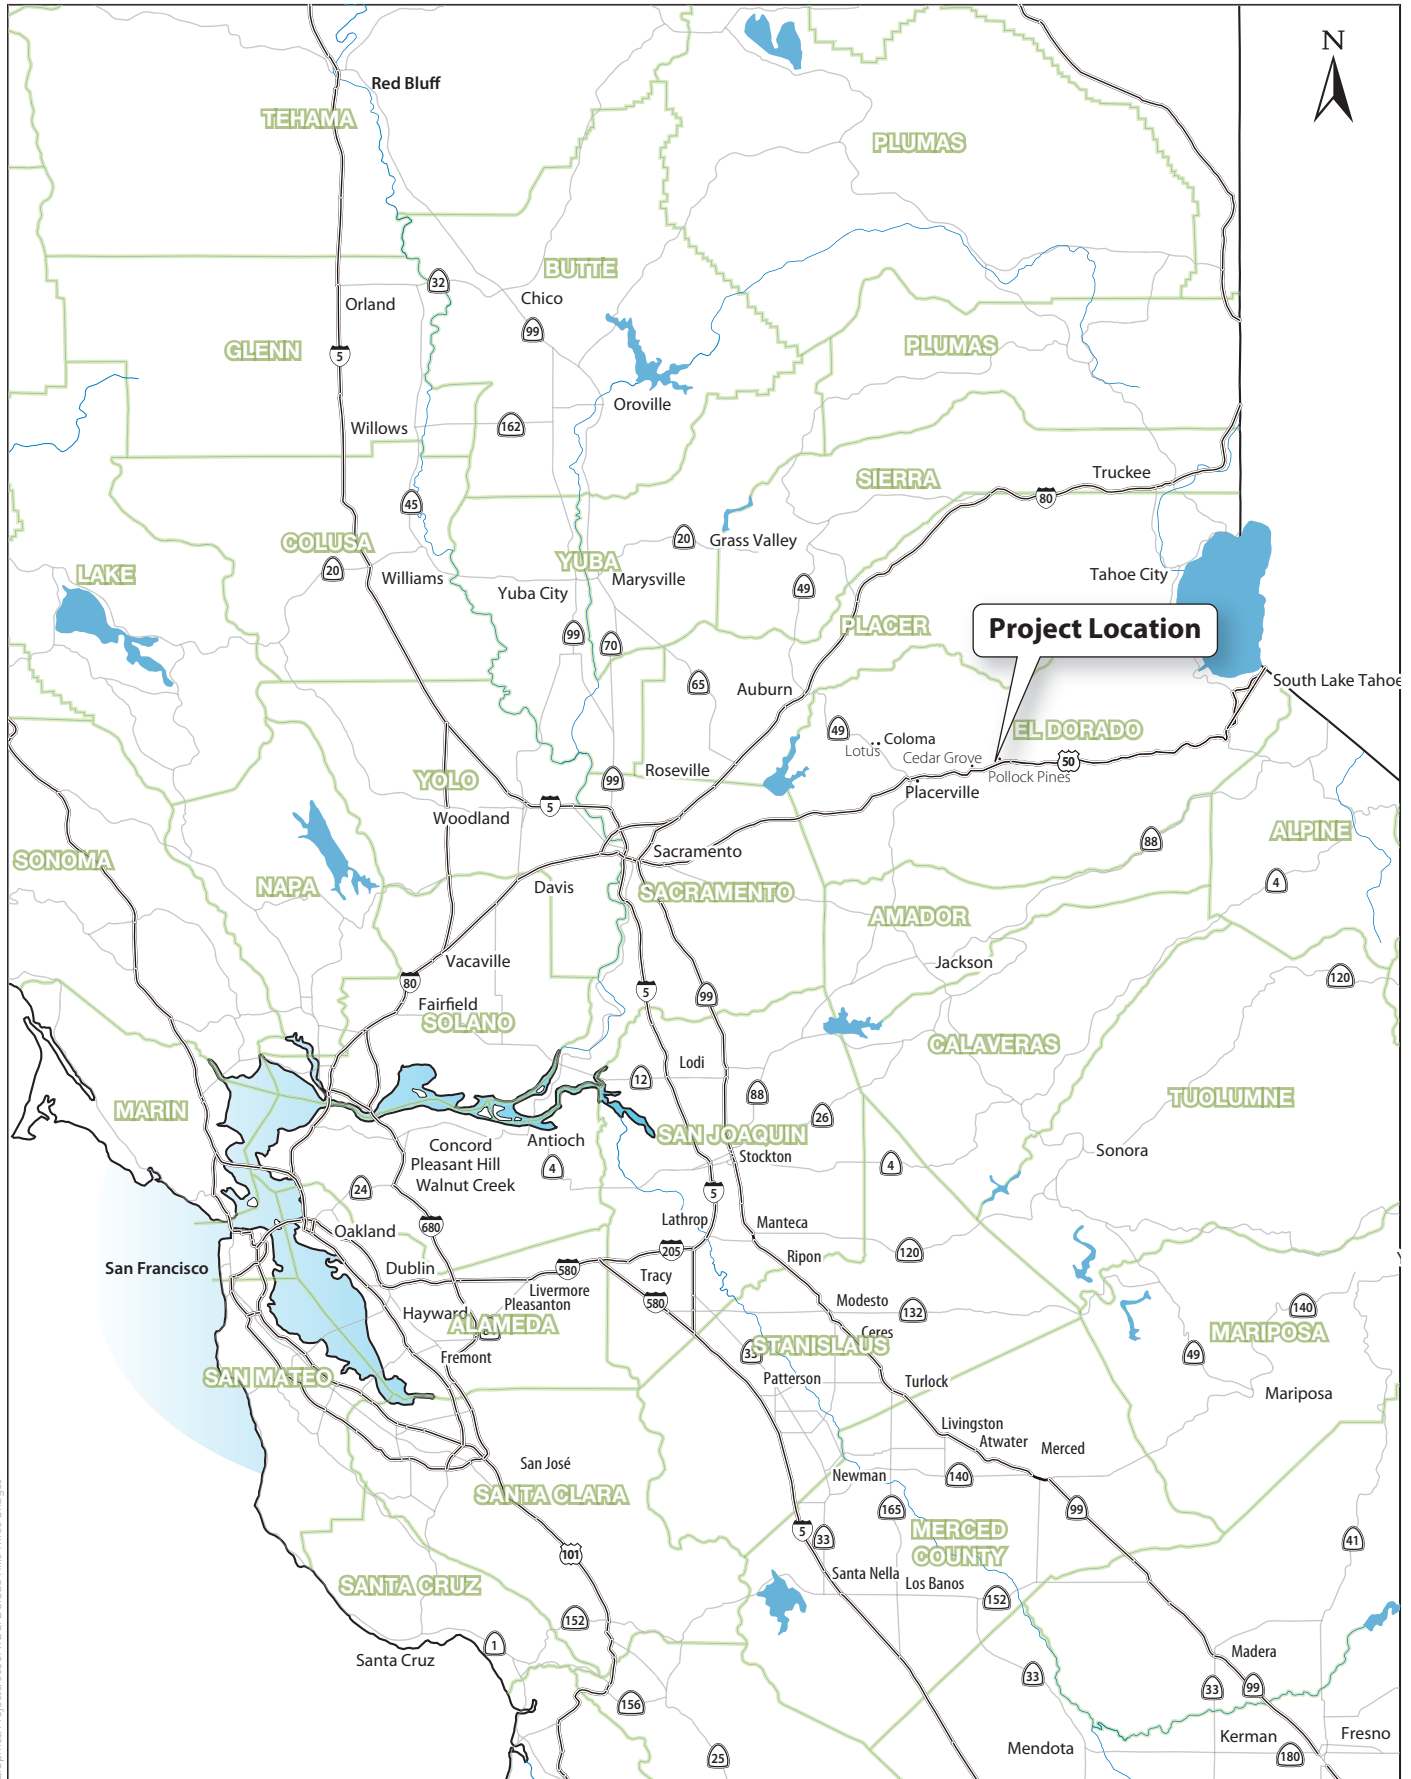 N
Red Bluff
TEHAMA
PLUMAS
BUTTE
32
Orland
Chico
99
GLENN
5
PLUMAS
Oroville
Willows
162
Truckee
SIERRA
80
45
20
Grass Valley
COLUSA
YUBA
20
Williams
Marysville
LAKE
Tahoe City
49
Yuba City
99
70
PLACER
Project Location
65
Auburn
South Lake Tahoe
49
Coloma
Lotus
EL DORADO
Cedar Grove
50
Pollock Pines
Roseville
YOLO
99
Placerville
5
Woodland
ALPINE
88
Sacramento
SONOMA
4
NAPA
Davis
SACRAMENTO
AMADOR
Vacaville
Jackson
80
5
99
120
Fairfield
SOLANO
CALAVERAS
Lodi
12
88
TUOLUMNE
MARIN
26
SAN JOAQUIN
Concord
Antioch
Sonora
Pleasant Hill
4
Stockton
4
Walnut Creek
24
5
680
Lathrop
Manteca
Oakland
205
120
Ripon
San Francisco
Dublin
580
Tracy
Livermore
580
Modesto
Pleasanton
132
140
Hayward
ALAMEDA
84
Ceres
MARIPOSA
33
STANISLAUS
49
Fremont
SAN MATEO
Patterson
Turlock
Mariposa
Livingston
Atwater
Merced
San José
Newman
140
SANTA CLARA
165
99
MERCED
COUNTY
5
33
41
101
Santa Nella
Los Banos
SANTA CRUZ
152
152
1
Santa Cruz
Madera
33
33
99
156
Kerman
Fresno
Mendota
25
180